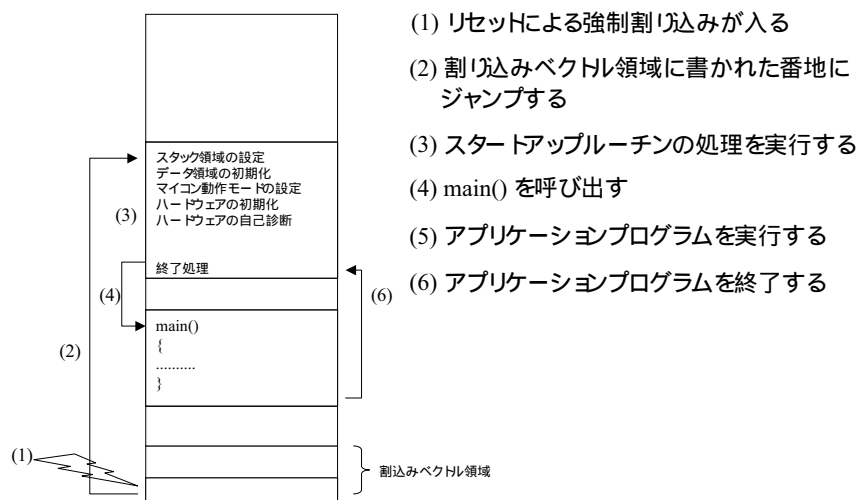 (1) リセットによる強制割り込みが入る
(2) 割り込みベクトル領域に書かれた番地に
ジャンプする
(3) スタートアップルーチンの処理を実行する
(4) main() を呼び出す
(5) アプリケーションプログラムを実行する
(6) アプリケーションプログラムを終了する
スタック領域の設定
データ領域の初期化
マイコン動作モードの設定
ハードウェアの初期化
ハードウェアの自己診断
(3)
終了処理
(4)
(6)
main()
{
..........
}
(2)
(1)
割込みベクトル領域